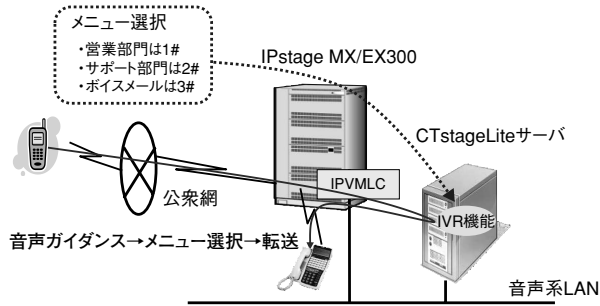 メニュー選択
・営業部門は1#
・サポート部門は2#
・ボイスメールは3#
IPstage MX/EX300
CTstageLiteサーバ
IPVMLC
公衆網
IVR機能
音声ガイダンス→メニュー選択→転送
音声系LAN